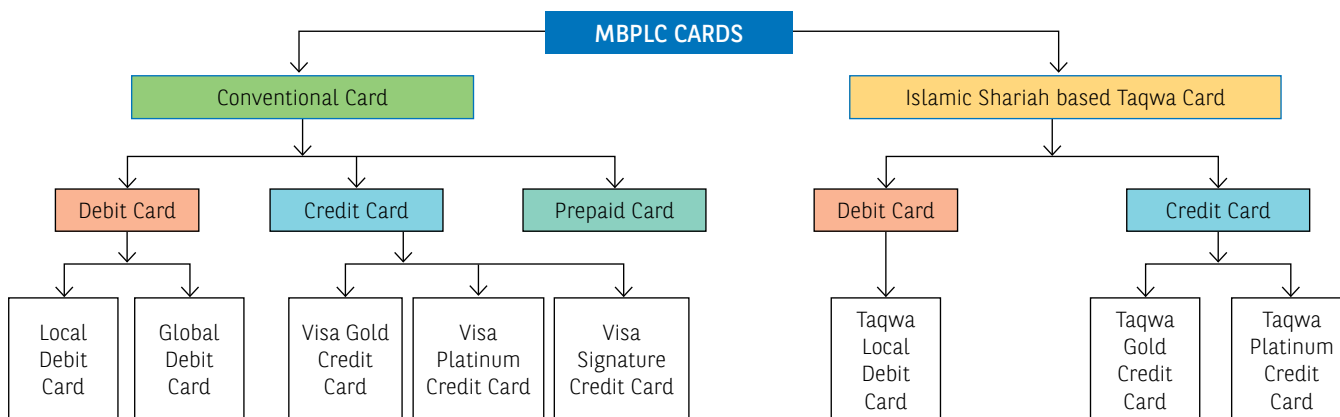 MBPLC CARDS
Conventional Card
Islamic Shariah based Taqwa Card
Debit Card
Credit Card
Prepaid Card
Debit Card
Credit Card
Local
Debit
Card
Global
Debit
Card
Visa Gold
Credit
Card
Visa
Platinum
Credit Card
Visa
Signature
Credit Card
Taqwa
Local
Debit
Card
Taqwa
Gold
Credit
Card
Taqwa
Platinum
Credit
Card